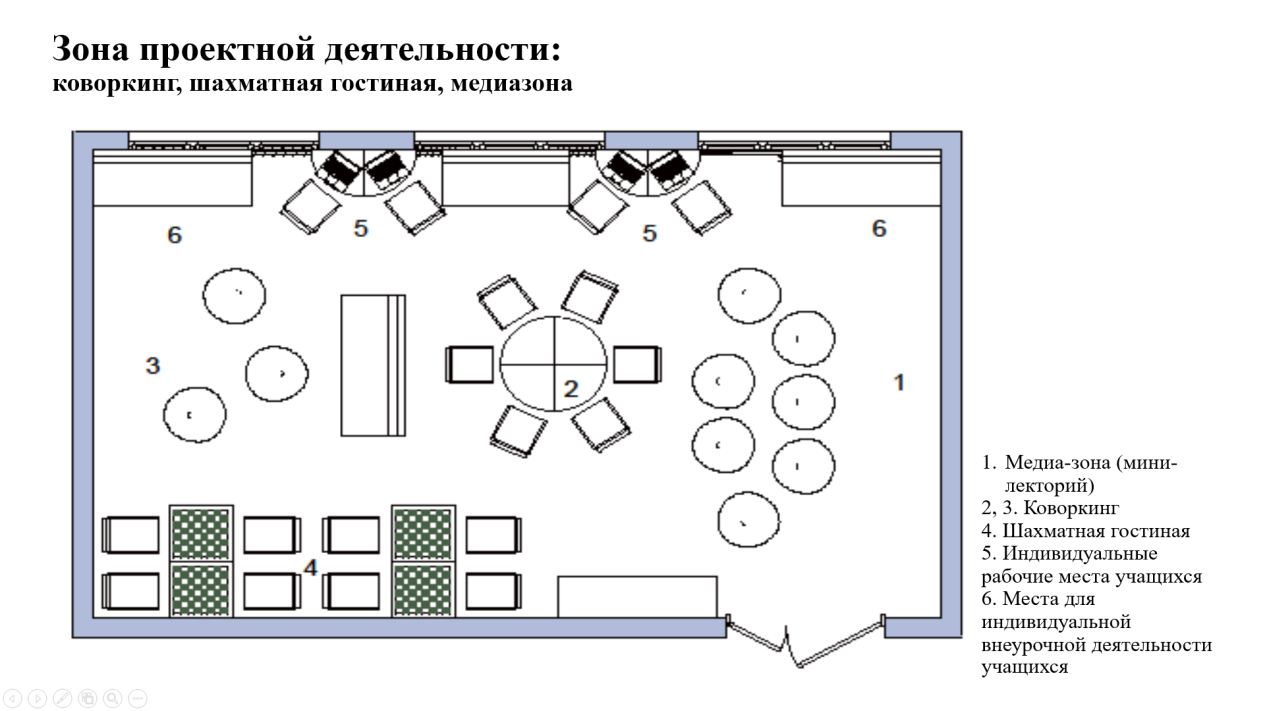 Зона проектной деятельности:
коворкинг, шахматная гостиная, медиазона
6
5
5
6
3
2
1
4
1. Медиа-зона (мини-
лекторий)
2, 3. Коворкинг
4. Шахматная гостиная
5. Индивидуальные
рабочие места учащихся
6. Места для
индивидуальной
внеурочной деятельности
учащихся